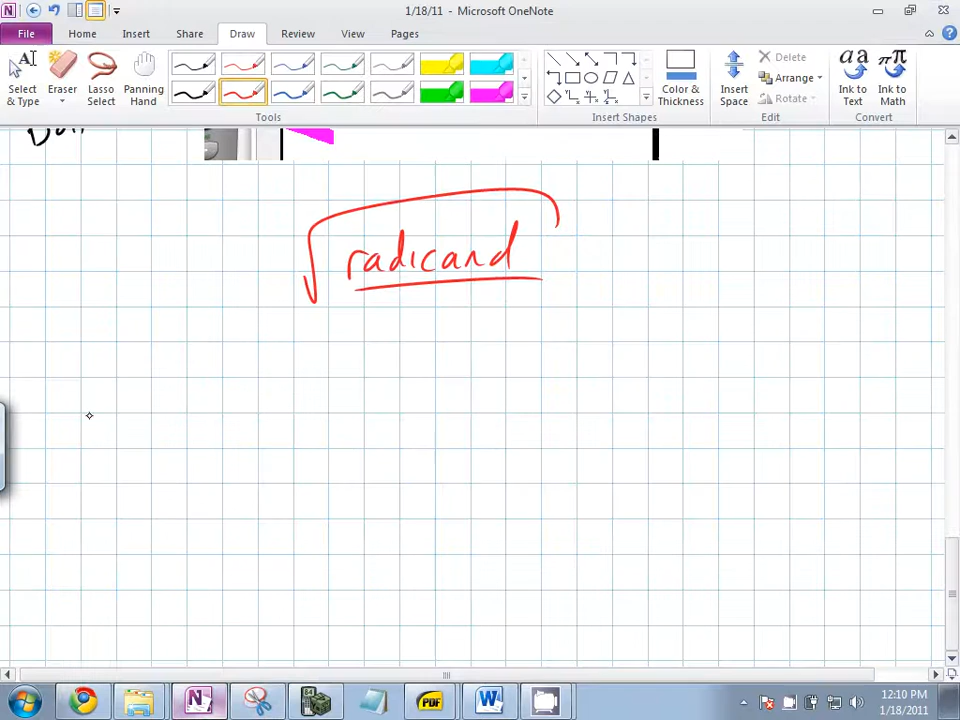 1/18/11 - Microsoft OneNote
File Home Insert Share Draw Review View Pages
Select & Type
Eraser
Lasso Select
Panning Hand
Color & Thickness
Insert Space
Delete
Arrange
Rotate
Ink to Text
Ink to Math
Tools Insert Shapes Edit Convert
radicand
PDF
12:10 PM
1/18/2011